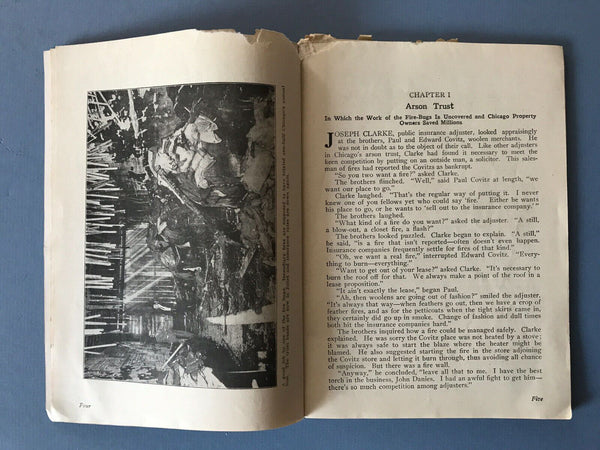 Four
CHAPTER I
Arson Trust
In Which the Work of the Fire-Bugs Is Uncovered and Chicago Property
Owners Saved Millions
JOSEPH CLARKE, public insurance adjuster, looked appraisingly
at the brothers, Paul and Edward Covitz, woolen merchants. He
was not in doubt as to the object of their call. Like other adjusters
in Chicago's arson trust, Clarke had found it necessary to meet the
keen competition by putting on an outside man, a solicitor. This sales-
man of fires had reported the Covitzs as bankrupt.
"So you two want a fire?" asked Clarke.
The brothers flinched. "Well," said Paul Covitz at length, "we
want our place to go."
Clarke laughed. "That's the regular way of putting it. I never
knew one of you fellows yet who could say 'fire.' Either he wants
his place to go, or he wants to 'sell out to the insurance company.'"
The brothers laughed.
"What kind of a fire do you want?" asked the adjuster. "A still,
a blow-out, a closet fire, a flash?"
The brothers looked puzzled. Clarke began to explain. "A still,"
he said, "is a fire that isn't reported—often doesn't even happen.
Insurance companies frequently settle for fires of that kind."
"Oh, we want a real fire," interrupted Edward Covitz. "Every-
thing to burn—everything."
"Want to get out of your lease?" asked Clarke. "It's necessary to
burn the roof off for that. We always make a point of the roof in a
lease proposition."
"It ain't exactly the lease," began Paul.
"Ah, then woolens are going out of fashion?" smiled the adjuster.
"It's always that way—when feathers go out, then we have a crop of
feather fires, and as for the petticoats when the tight skirts came in,
they certainly did go up in smoke. Change of fashion and dull times
both hit the insurance companies hard."
The brothers inquired how a fire could be managed safely. Clarke
explained. He was sorry the Covitz place was not heated by a stove;
it was always safe to start the blaze where the heater might be
blamed. He also suggested starting the fire in the store adjoining
the Covitz store and letting it burn through, thus avoiding all chance
of suspicion. But there was a fire wall.
"Anyway," he concluded, "leave all that to me. I have the best
torch in the business, John Danies. I had an awful fight to get him—
there's so much competition among adjusters."
Five